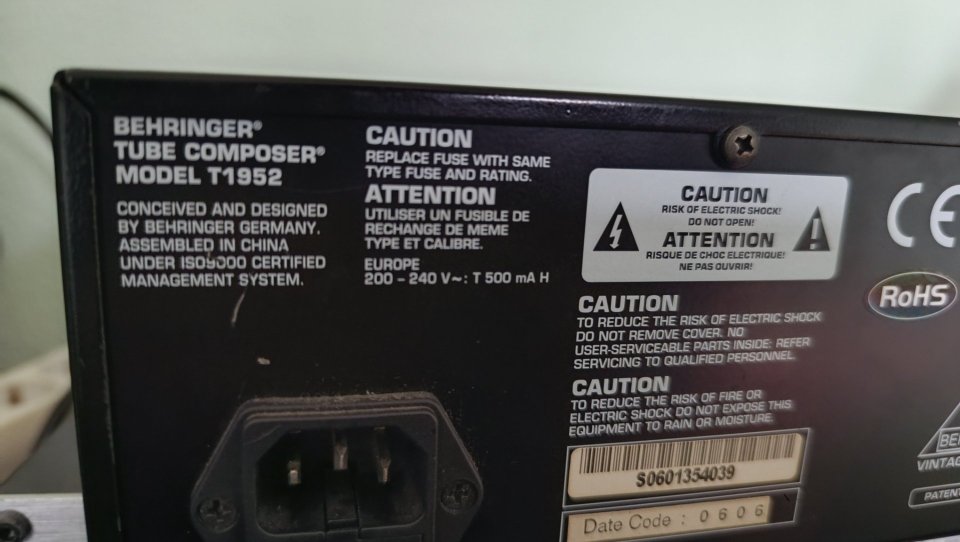 BEHRINGER®
TUBE COMPOSER®
MODEL T1952
CONCEIVED AND DESIGNED
BY BEHRINGER GERMANY.
ASSEMBLED IN CHINA
UNDER ISO9000 CERTIFIED
MANAGEMENT SYSTEM.
CAUTION
REPLACE FUSE WITH SAME
TYPE FUSE AND RATING.
ATTENTION
UTILISER UN FUSIBLE DE
RECHANGE DE MEME
TYPE ET CALIBRE.
EUROPE
200 – 240 V~: T 500 mA H
CAUTION
RISK OF ELECTRIC SHOCK!
DO NOT OPEN!
ATTENTION
RISQUE DE CHOC ELECTRIQUE!
NE PAS OUVRIR!
CAUTION
TO REDUCE THE RISK OF ELECTRIC SHOCK
DO NOT REMOVE COVER. NO
USER-SERVICEABLE PARTS INSIDE: REFER
SERVICING TO QUALIFIED PERSONNEL.
CAUTION
TO REDUCE THE RISK OF FIRE OR
ELECTRIC SHOCK DO NOT EXPOSE THIS
EQUIPMENT TO RAIN OR MOISTURE.
S0601354039
Date Code : 0606
CE
RoHS
BE
VINTAG
PATEN